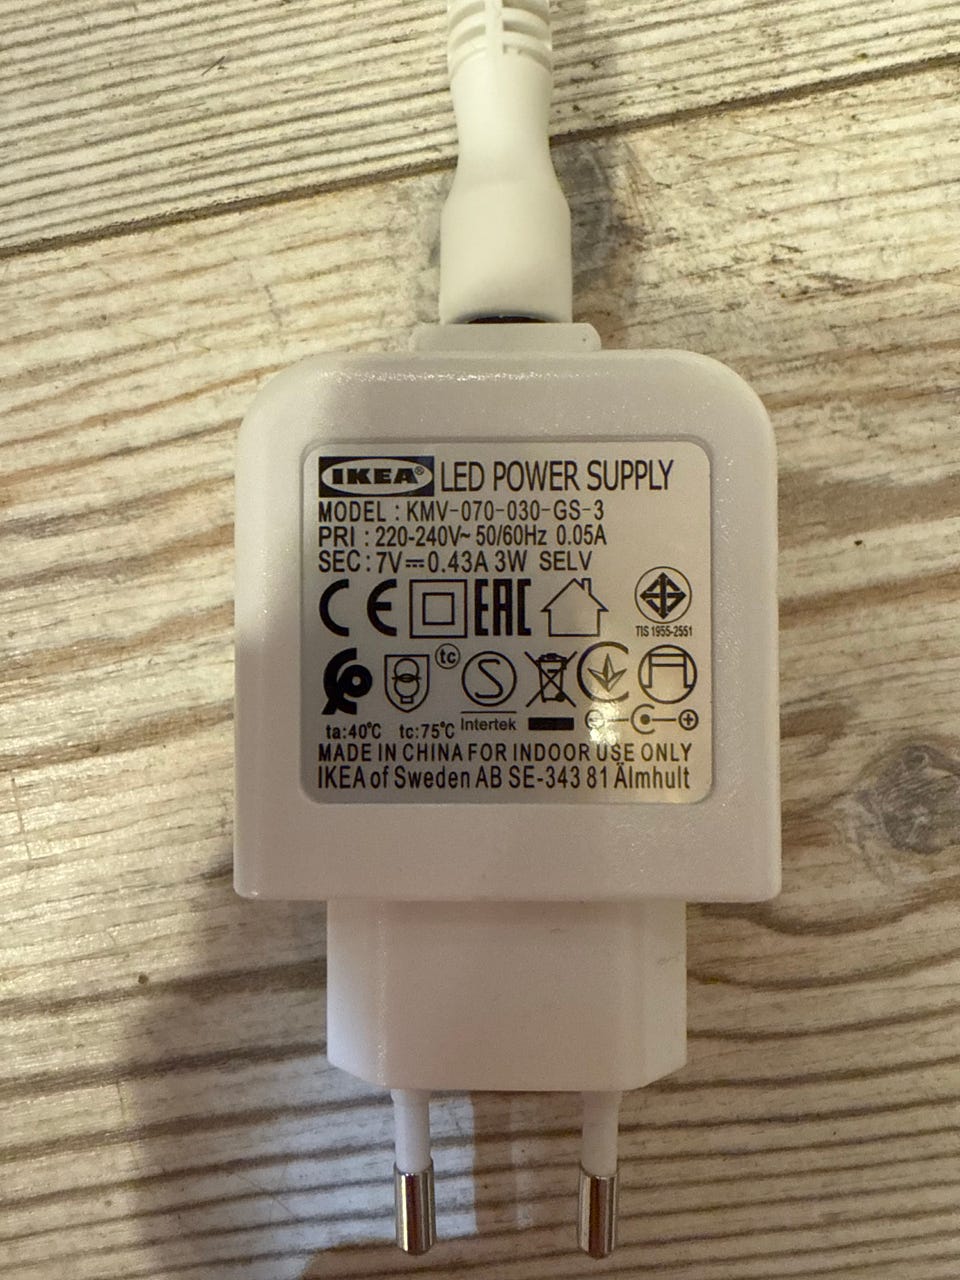 IKEA® LED POWER SUPPLY
MODEL : KMV-070-030-GS-3
PRI : 220-240V~ 50/60Hz 0.05A
SEC : 7V⎓0.43A 3W SELV
CE EAC
TIS 1955-2551
tc S
ta:40℃ tc:75℃ Intertek
MADE IN CHINA FOR INDOOR USE ONLY
IKEA of Sweden AB SE-343 81 Älmhult